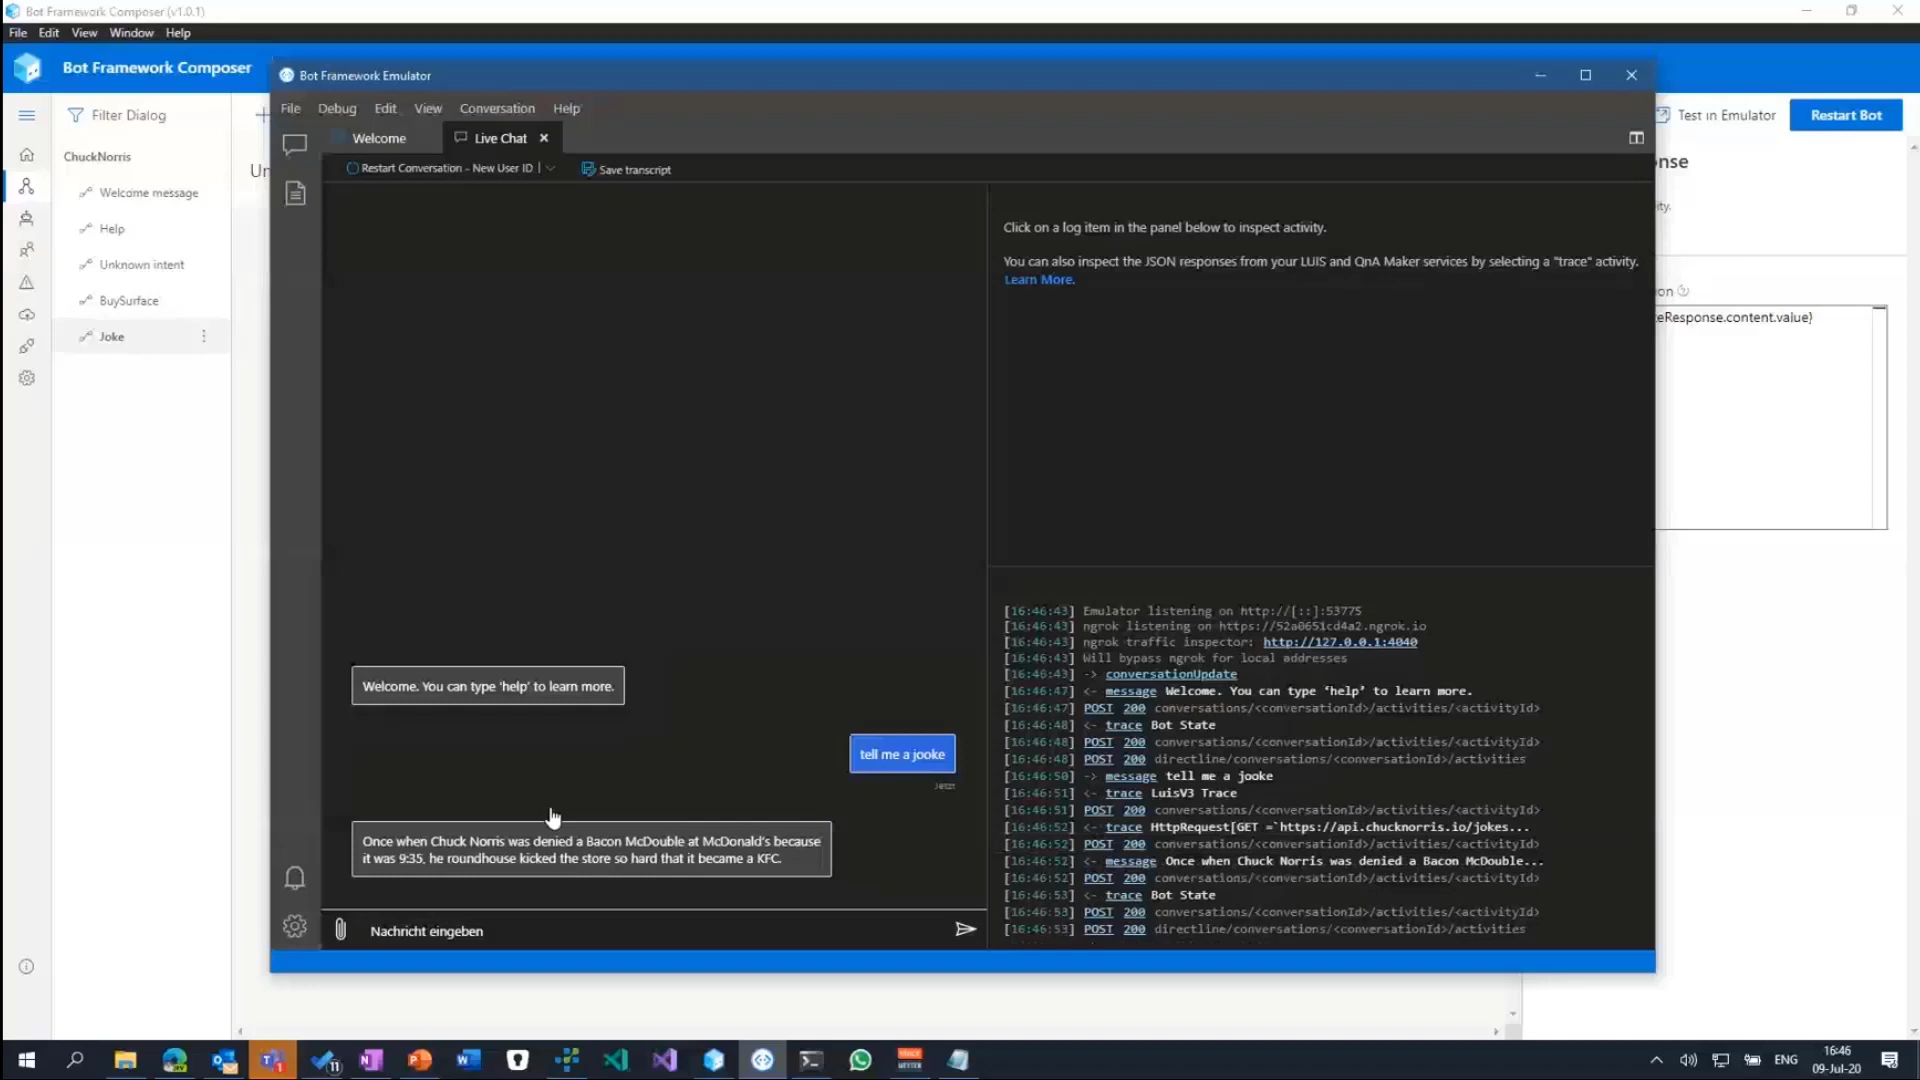 Bot Framework Composer (v1.0.1)
File Edit View Window Help
Bot Framework Composer
Filter Dialog
ChuckNorris
Welcome message
Help
Unknown intent
BuySurface
Joke
Test in Emulator
Restart Bot
Bot Framework Emulator
File Debug Edit View Conversation Help
Welcome
Live Chat
Restart Conversation - New User ID
Save transcript
Click on a log item in the panel below to inspect activity.
You can also inspect the JSON responses from your LUIS and QnA Maker services by selecting a "trace" activity.
Learn More.
Welcome. You can type ‘help’ to learn more.
tell me a jooke
Jetzt
Once when Chuck Norris was denied a Bacon McDouble at McDonald's because
it was 9:35, he roundhouse kicked the store so hard that it became a KFC.
Nachricht eingeben
[16:46:43] Emulator listening on http://[::]:53775
[16:46:43] ngrok listening on https://52a0651cd4a2.ngrok.io
[16:46:43] ngrok traffic inspector: http://127.0.0.1:4040
[16:46:43] Will bypass ngrok for local addresses
[16:46:43] -> conversationUpdate
[16:46:47] <- message Welcome. You can type ‘help’ to learn more.
[16:46:47] POST 200 conversations/<conversationId>/activities/<activityId>
[16:46:48] <- trace Bot State
[16:46:48] POST 200 conversations/<conversationId>/activities/<activityId>
[16:46:48] POST 200 directline/conversations/<conversationId>/activities
[16:46:50] -> message tell me a jooke
[16:46:51] <- trace LuisV3 Trace
[16:46:51] POST 200 conversations/<conversationId>/activities/<activityId>
[16:46:52] <- trace HttpRequest[GET =`https://api.chucknorris.io/jokes...
[16:46:52] POST 200 conversations/<conversationId>/activities/<activityId>
[16:46:52] <- message Once when Chuck Norris was denied a Bacon McDouble...
[16:46:52] POST 200 conversations/<conversationId>/activities/<activityId>
[16:46:53] <- trace Bot State
[16:46:53] POST 200 conversations/<conversationId>/activities/<activityId>
[16:46:53] POST 200 directline/conversations/<conversationId>/activities
Un
nse
ity.
on
eResponse.content.value}
11
ENG
16:46
09-Jul-20